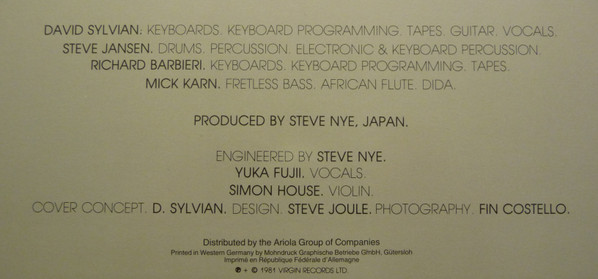 DAVID SYLVIAN: KEYBOARDS. KEYBOARD PROGRAMMING. TAPES. GUITAR. VOCALS.
STEVE JANSEN. DRUMS. PERCUSSION. ELECTRONIC & KEYBOARD PERCUSSION.
RICHARD BARBIERI. KEYBOARDS. KEYBOARD PROGRAMMING. TAPES.
MICK KARN. FRETLESS BASS. AFRICAN FLUTE. DIDA.
PRODUCED BY STEVE NYE, JAPAN.
ENGINEERED BY STEVE NYE.
YUKA FUJII. VOCALS.
SIMON HOUSE. VIOLIN.
COVER CONCEPT. D. SYLVIAN. DESIGN. STEVE JOULE. PHOTOGRAPHY. FIN COSTELLO.
Distributed by the Ariola Group of Companies
Printed in Western Germany by Mohndruck Graphische Betriebe GmbH, Gütersloh
Imprimé en République Fédérale d'Allemagne
℗ + © 1981 VIRGIN RECORDS LTD.